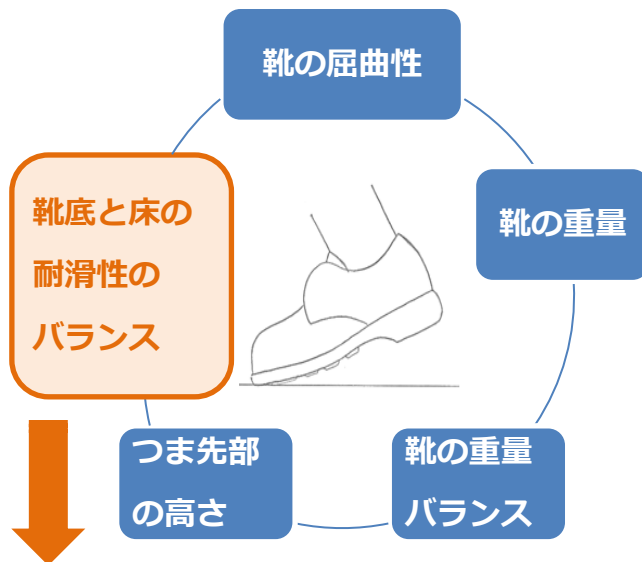 靴の屈曲性
靴の重量
靴の重量
バランス
つま先部
の高さ
靴底と床の
耐滑性の
バランス